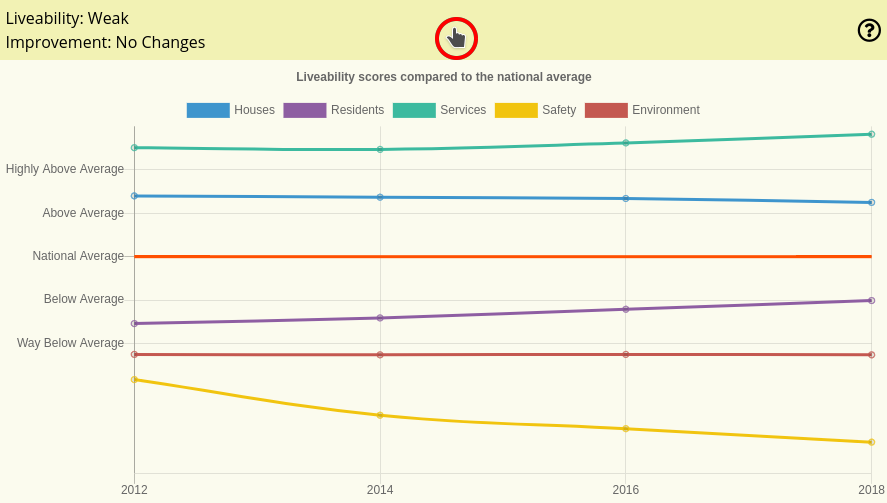 Liveability: Weak
Improvement: No Changes
?
Liveability scores compared to the national average
Houses Residents Services Safety Environment
Highly Above Average
Above Average
National Average
Below Average
Way Below Average
2012 2014 2016 2018